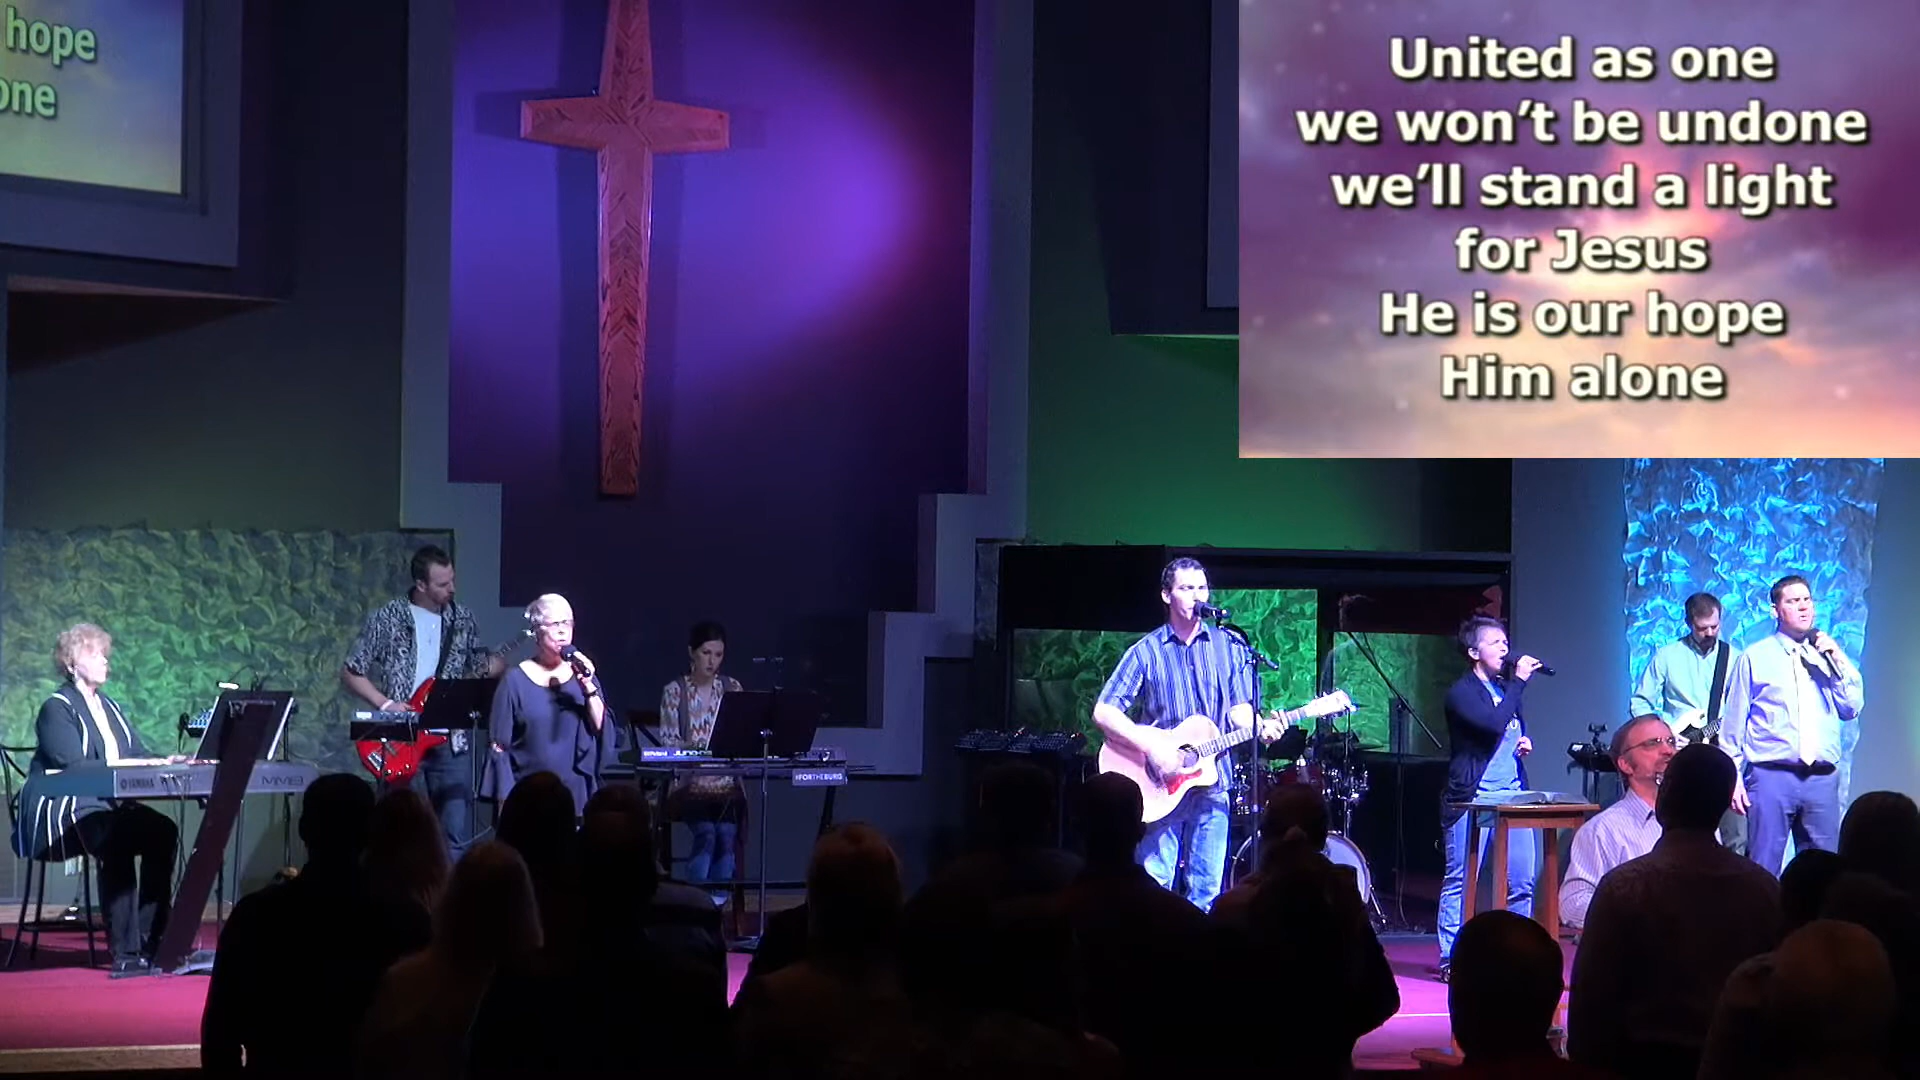 hope
one
United as one
we won't be undone
we'll stand a light
for Jesus
He is our hope
Him alone
YAMAHA
MM8
Roland JUNO-DS
#FORTHEBURG